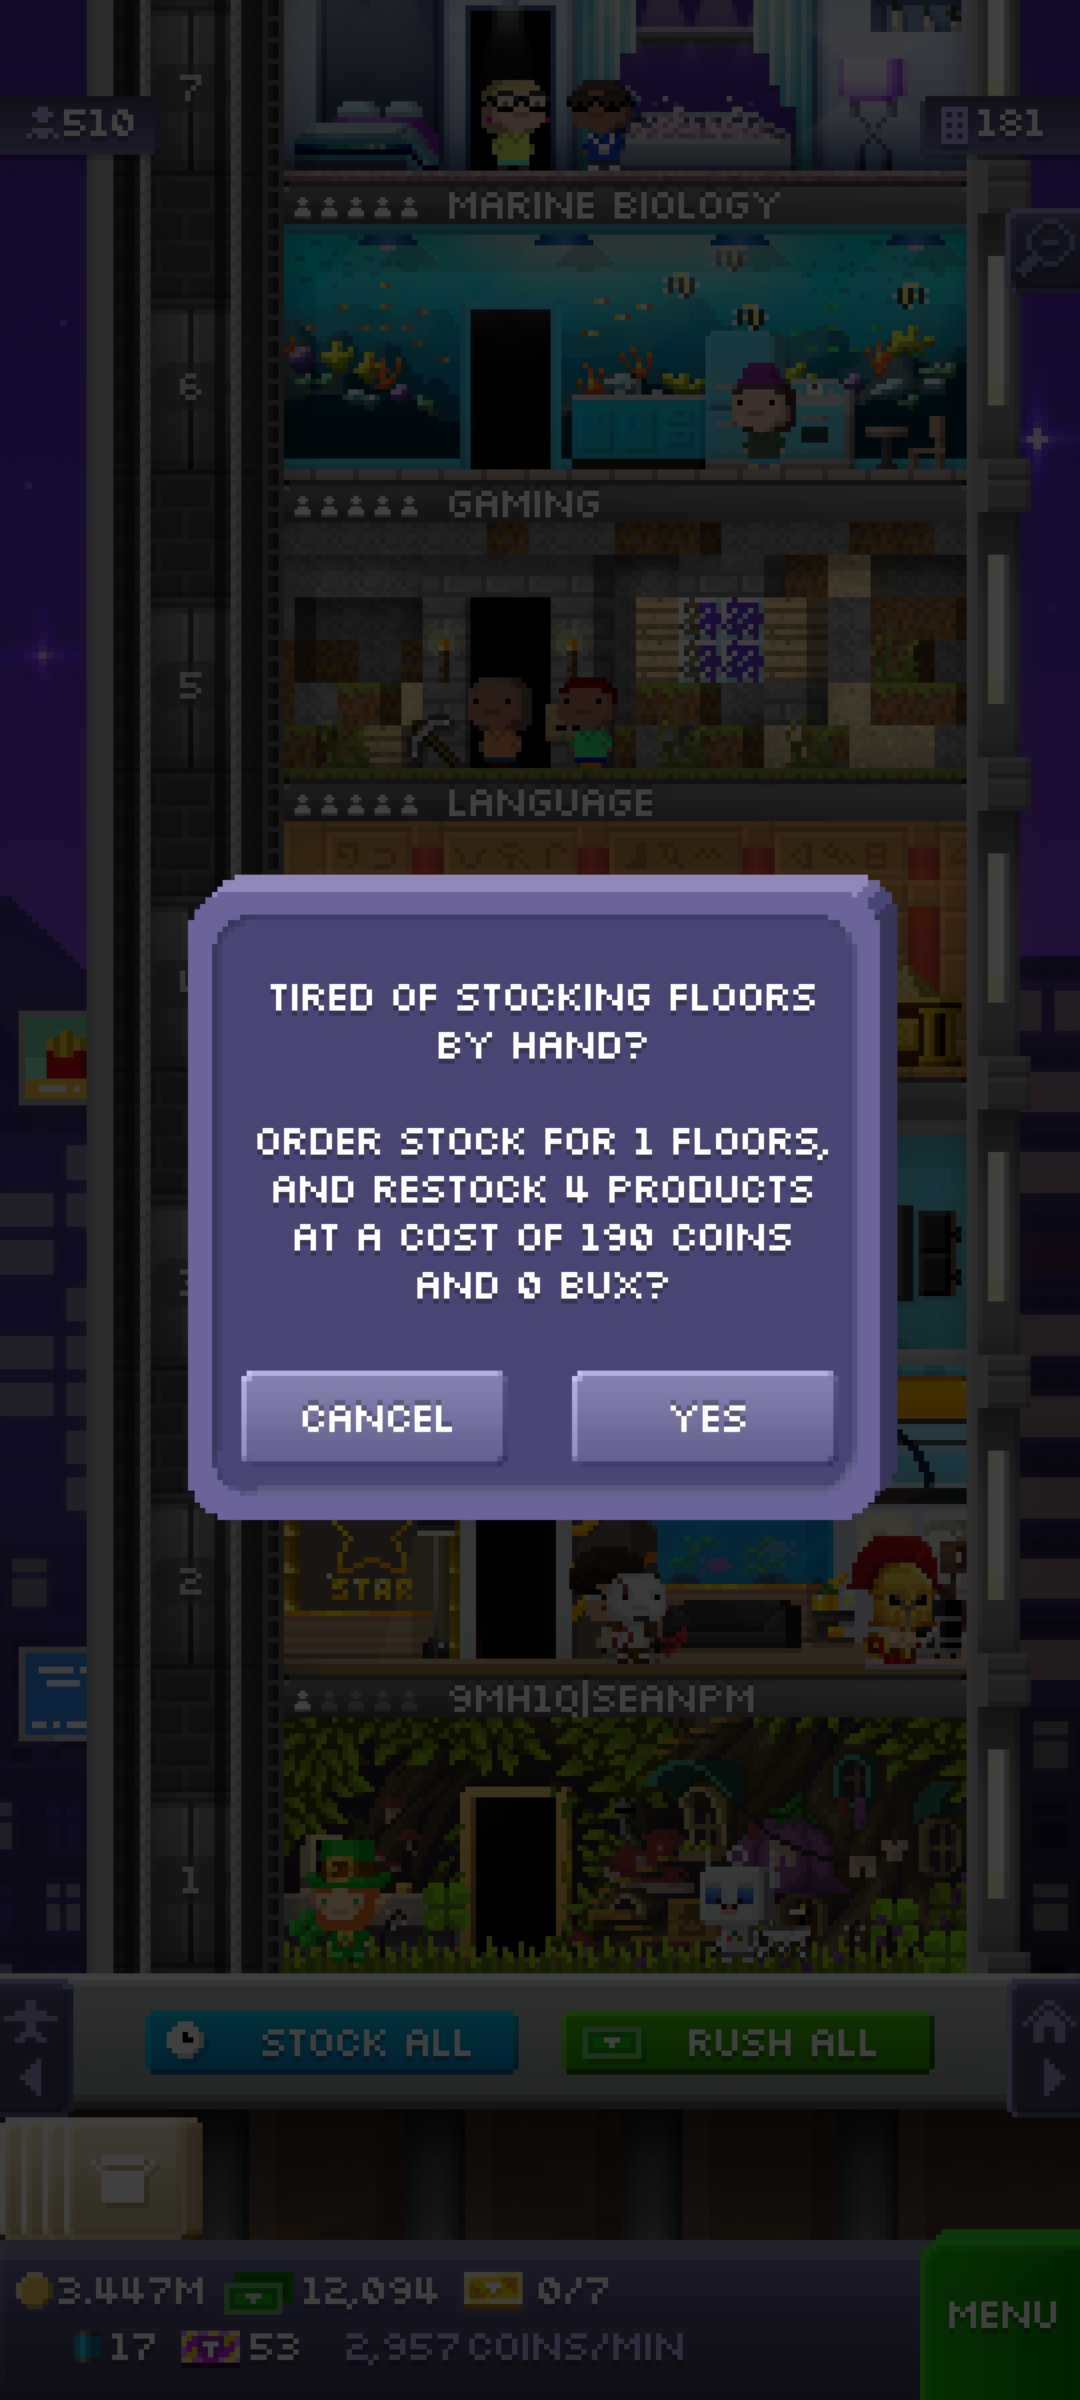 7
510
181
MARINE BIOLOGY
6
GAMING
5
LANGUAGE
TIRED OF STOCKING FLOORS
BY HAND?
ORDER STOCK FOR 1 FLOORS,
AND RESTOCK 4 PRODUCTS
AT A COST OF 190 COINS
AND 0 BUX?
CANCEL
YES
2
STAR
9MH1Q|SEANPM
1
STOCK ALL
RUSH ALL
3.447M
12,094
0/7
17
53
2,957 COINS/MIN
MENU